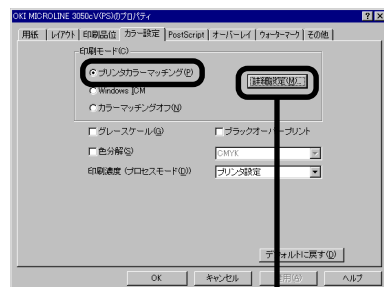 OKI MICROLINE 3050cV(PS)のプロパティ
用紙 レイアウト 印刷品位 カラー設定 PostScript オーバーレイ ウォーターマーク その他
印刷モード(C)
プリンタカラーマッチング(P)
詳細設定(M)...
Windows ICM
カラーマッチングオフ(N)
グレースケール(G) ブラックオーバープリント
色分解(S) CMYK
印刷濃度 (プロセスモード(D)) プリンタ設定
デフォルトに戻す(D)
OK キャンセル 適用(A) ヘルプ